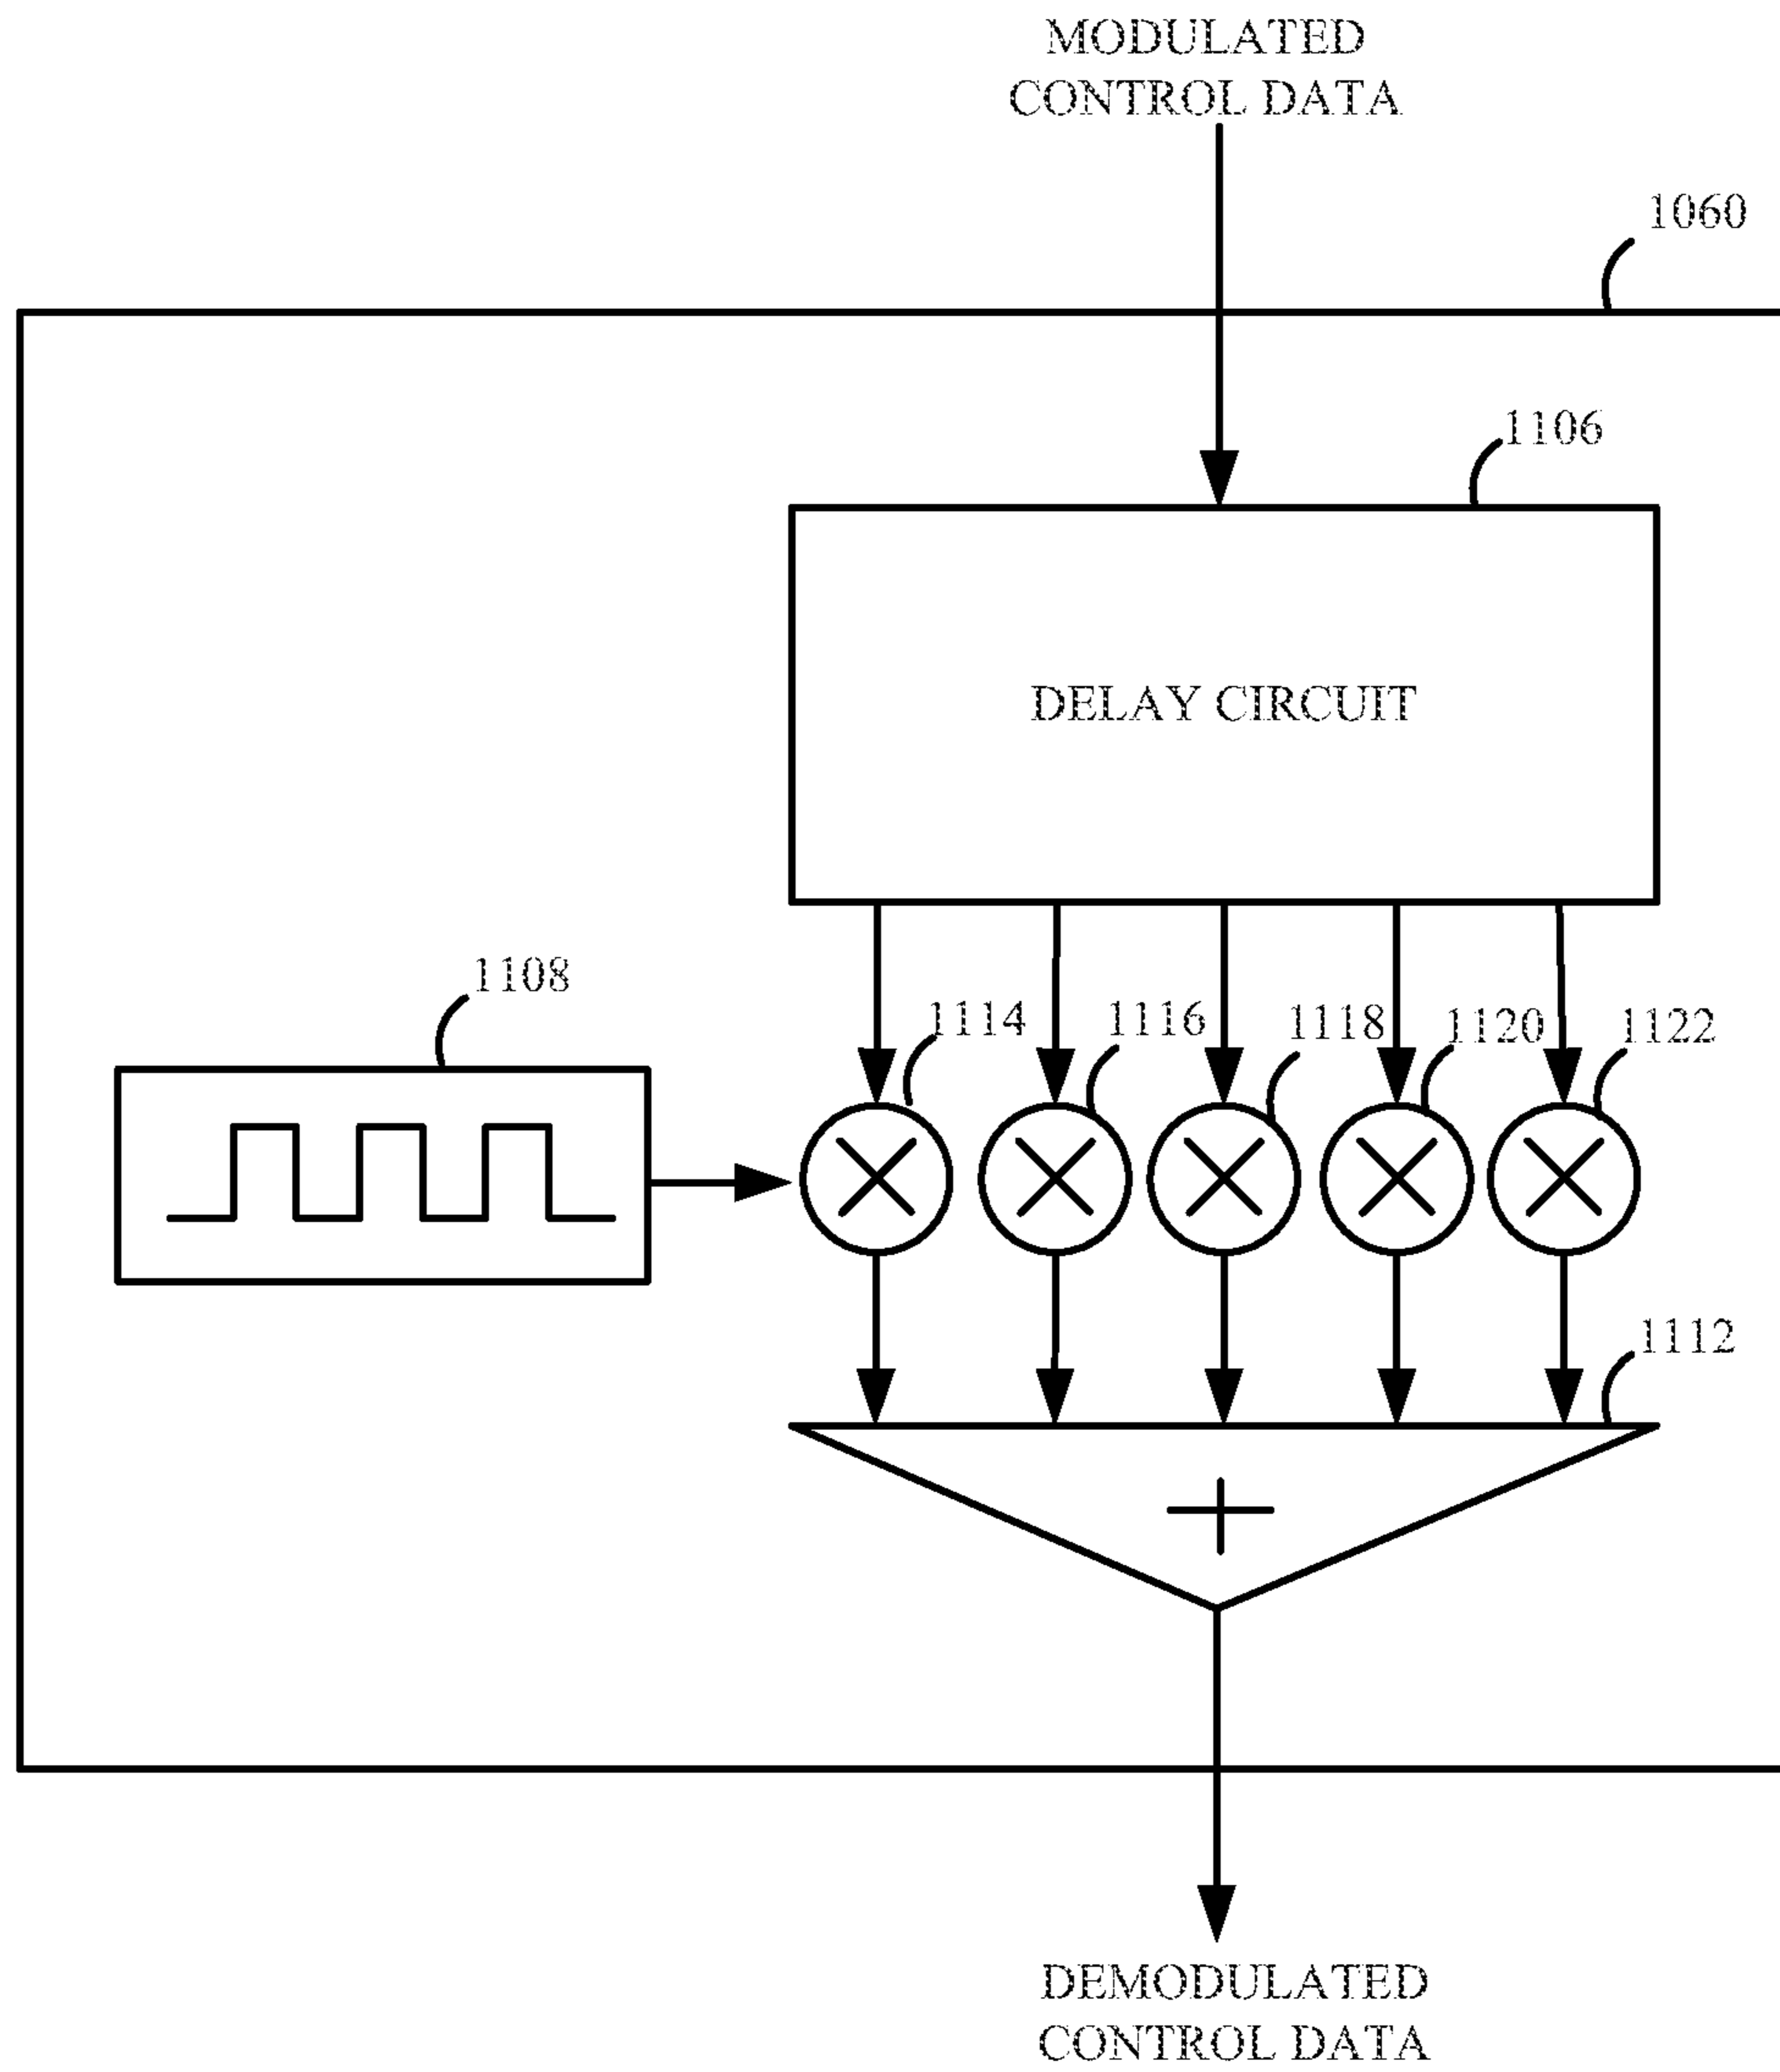 MODULATED
CONTROL DATA
1060
1106
DELAY CIRCUIT
1108
1114
1116
1118
1120
1122
1112
DEMODULATED
CONTROL DATA